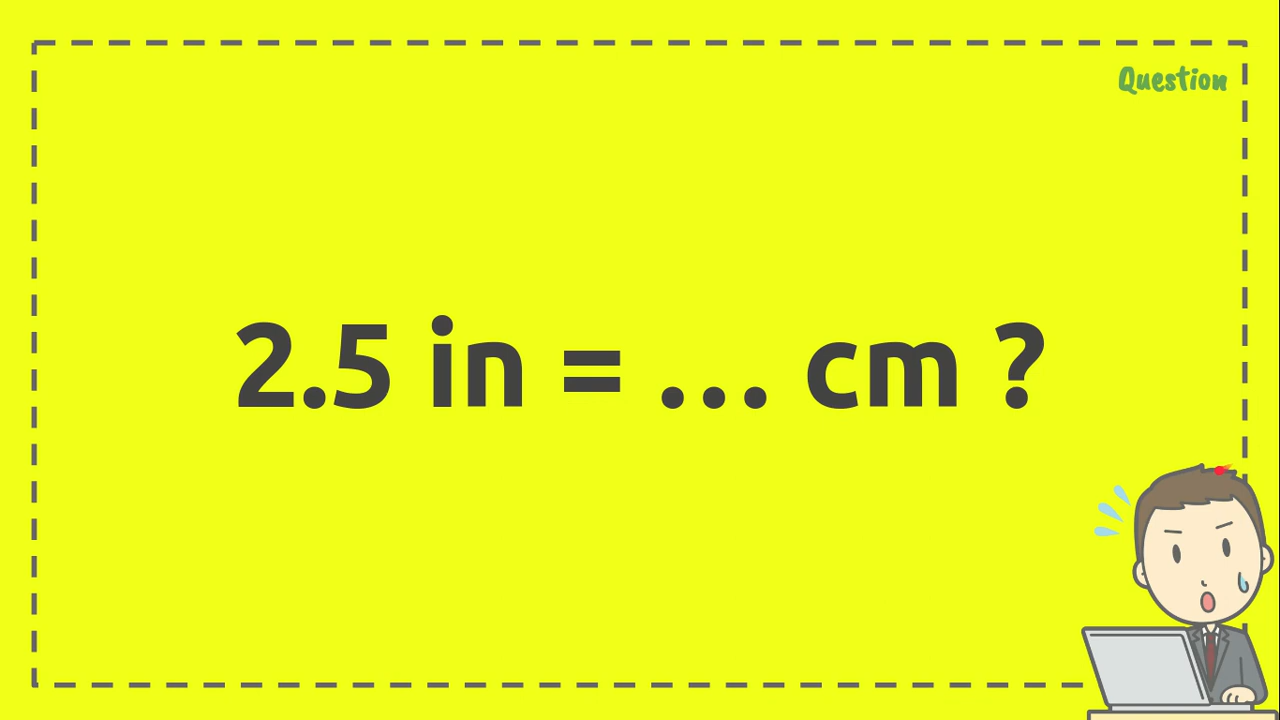 Question
2.5 in = ... cm ?